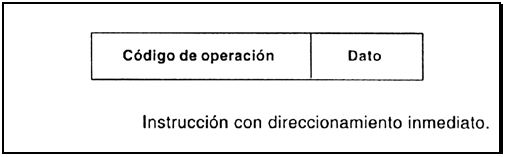 Código de operación Dato
Instrucción con direccionamiento inmediato.